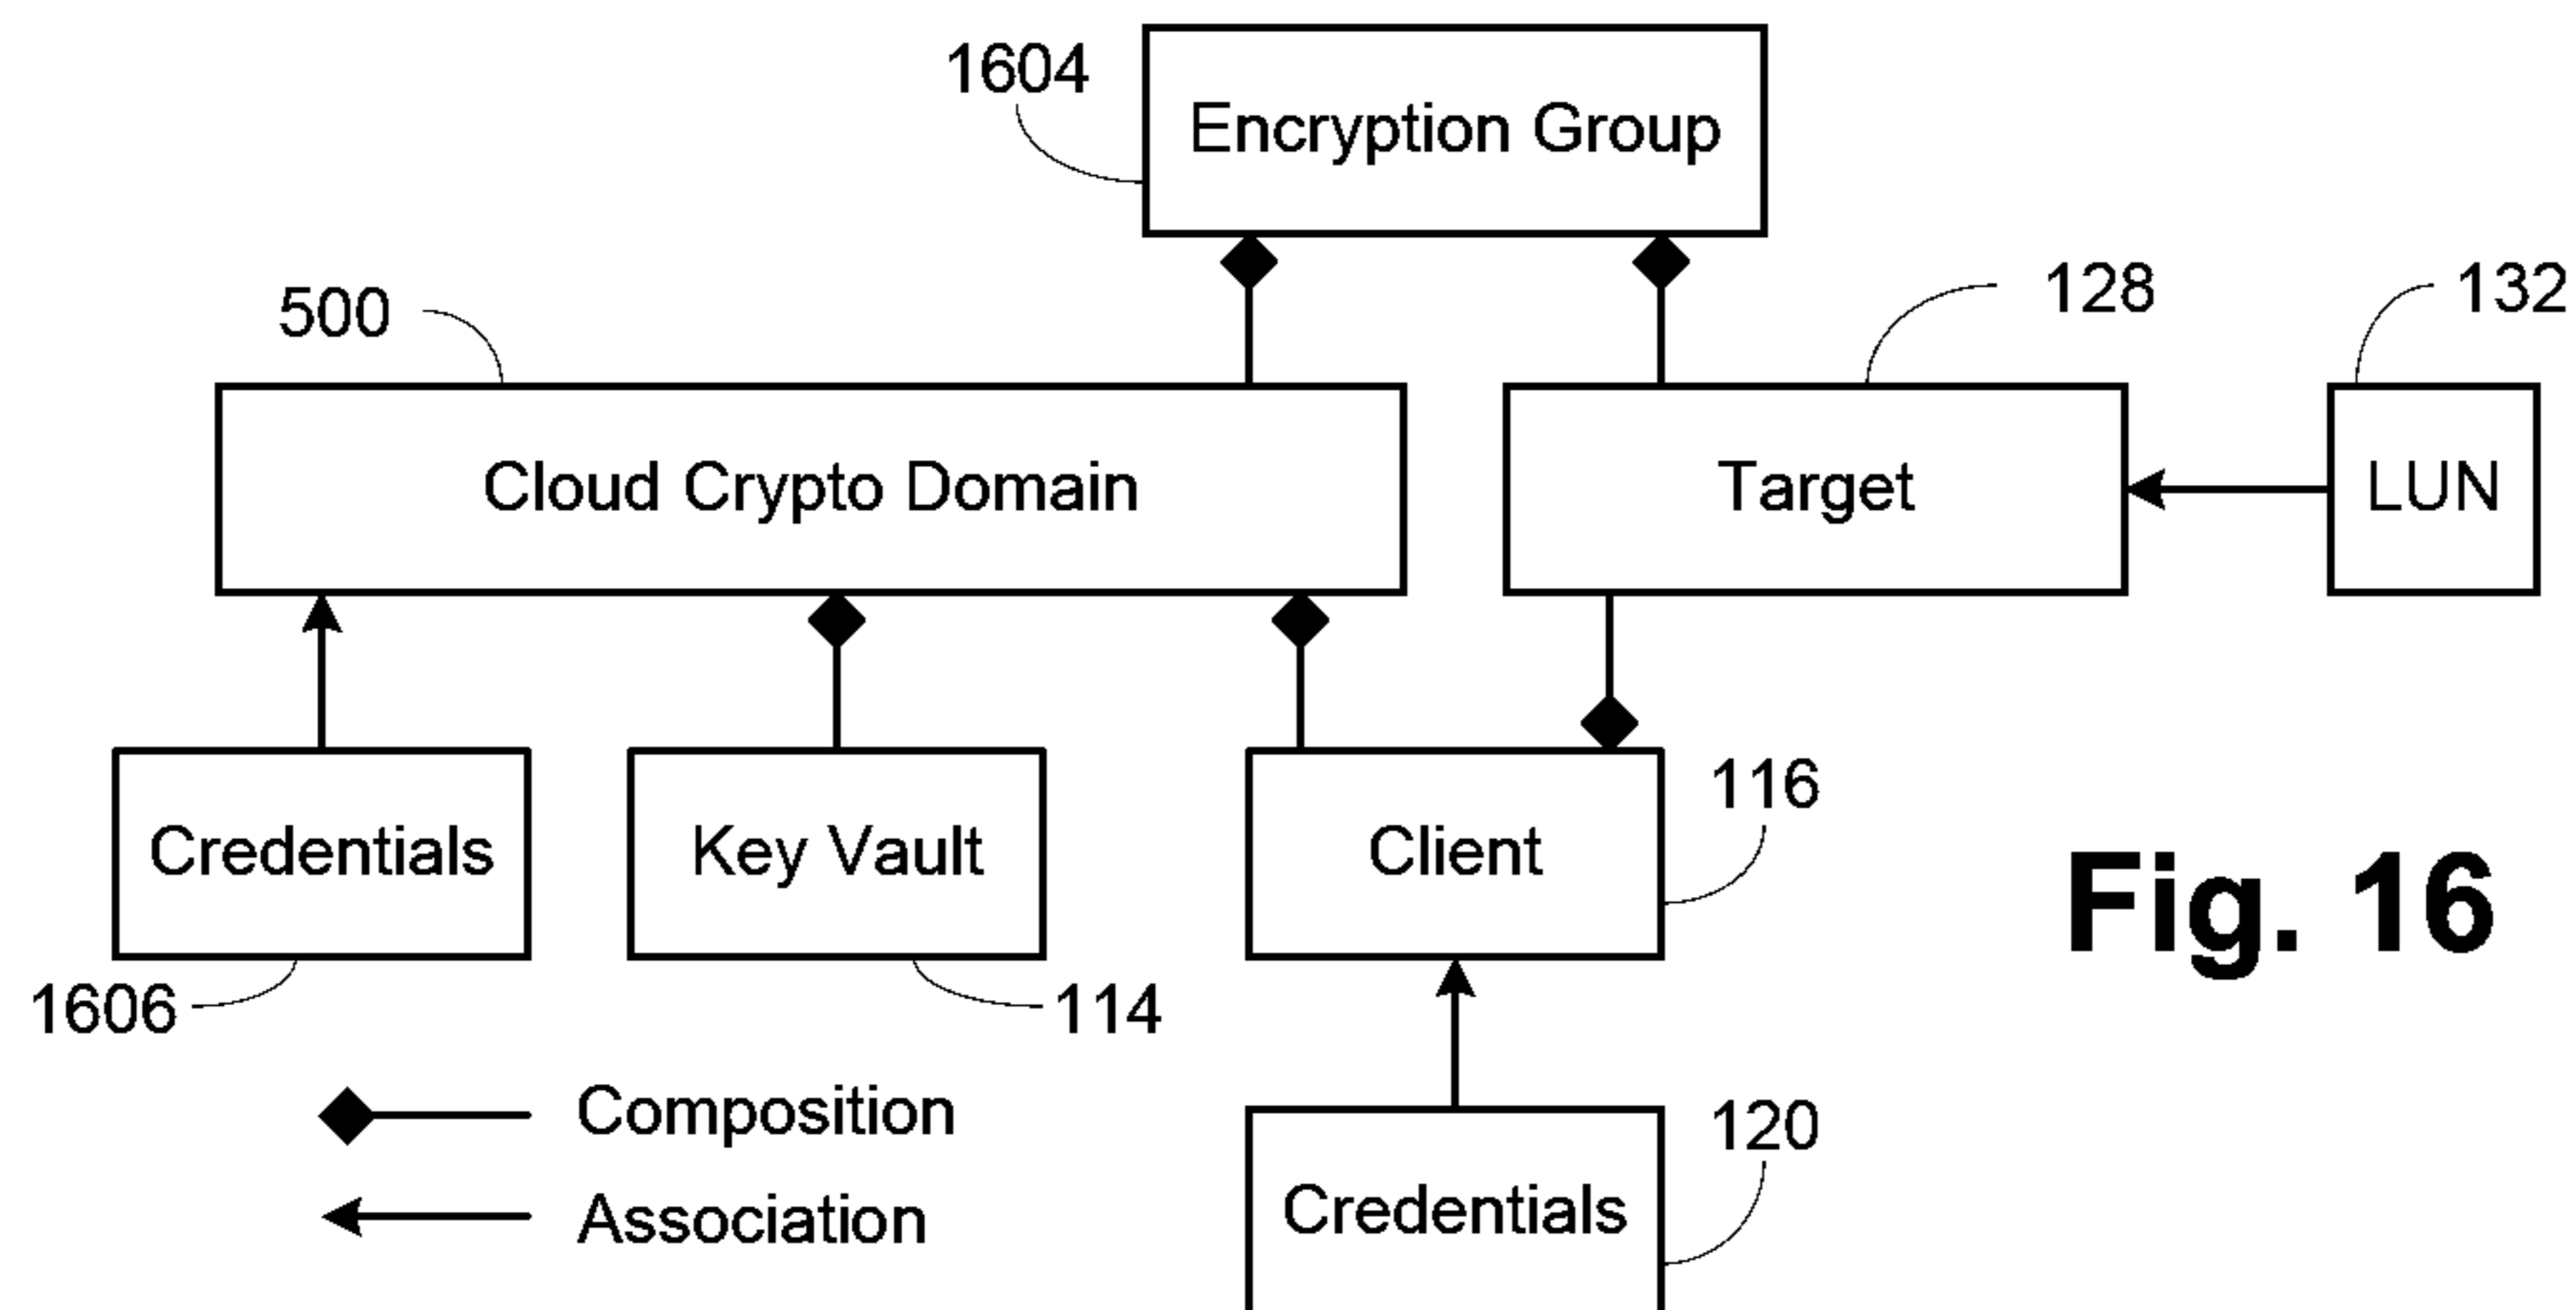 1604
Encryption Group
500
128
132
Cloud Crypto Domain
Target
LUN
Credentials
Key Vault
Client
116
Fig. 16
1606
114
Composition
Association
120
Credentials